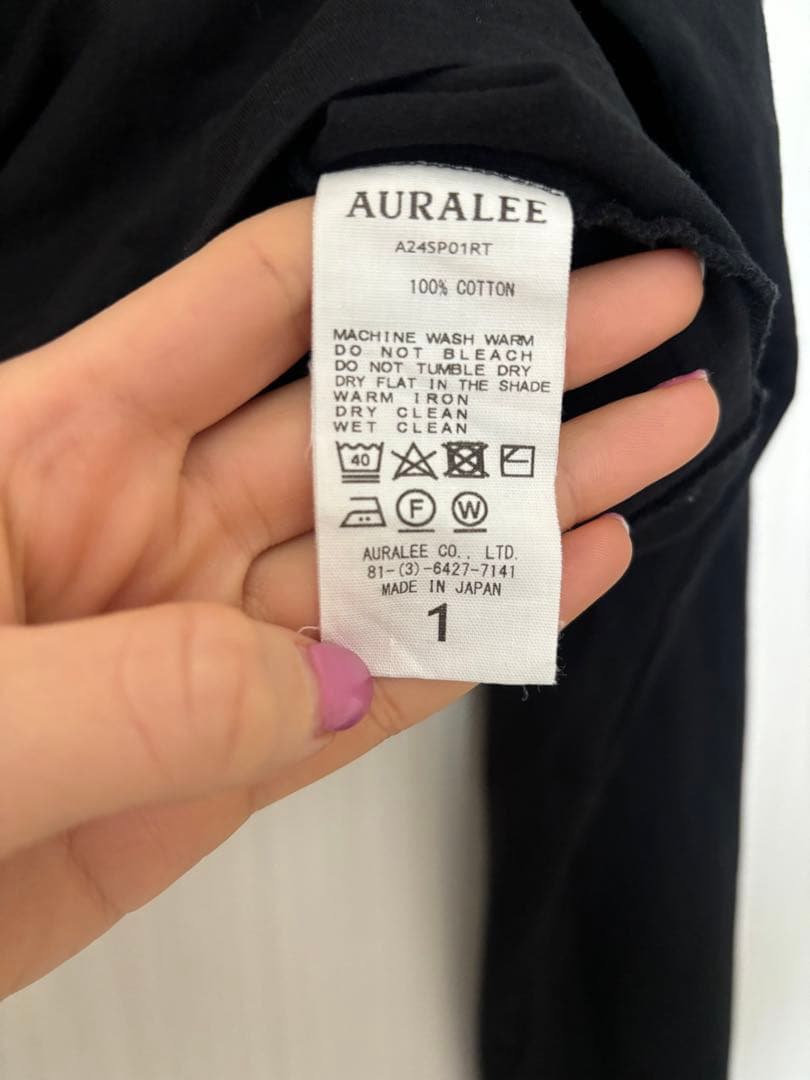 AURALEE
A24SP01RT
100% COTTON
MACHINE WASH WARM
DO NOT BLEACH
DO NOT TUMBLE DRY
DRY FLAT IN THE SHADE
WARM IRON
DRY CLEAN
WET CLEAN
40
F W
AURALEE CO., LTD.
81-(3)-6427-7141
MADE IN JAPAN
1